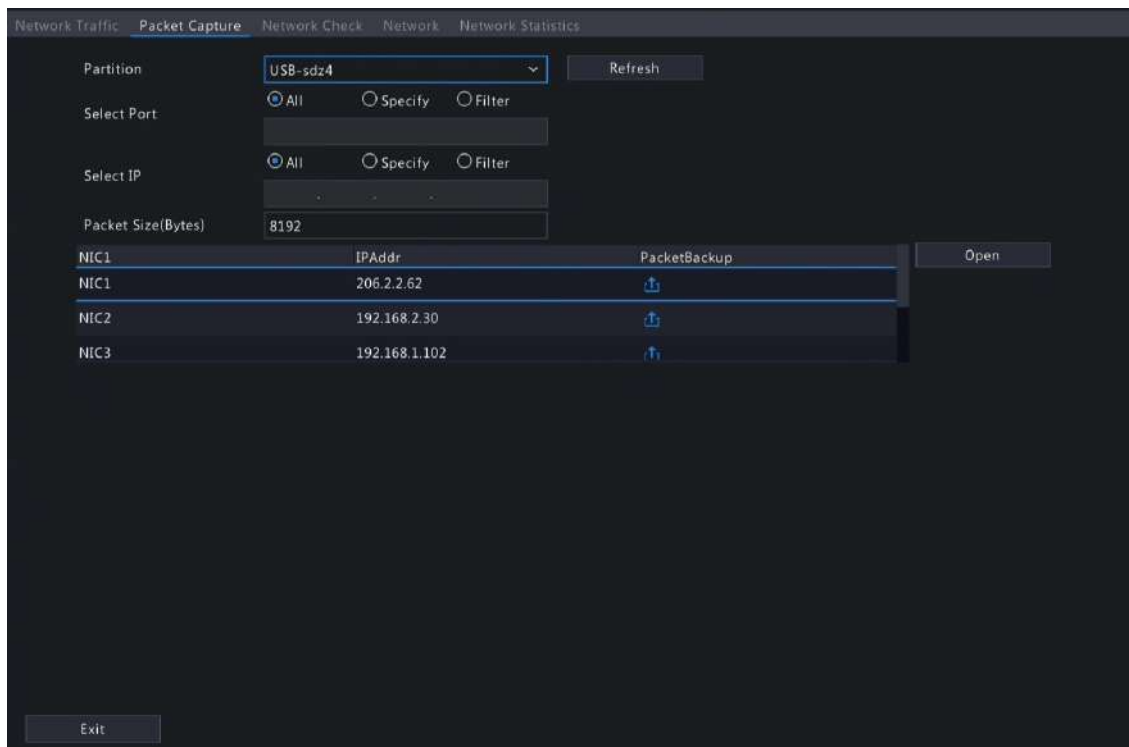 Network Traffic Packet Capture Network Check Network Network Statistics
Partition USB-sdz4 Refresh
All Specify Filter
Select Port
All Specify Filter
Select IP
. . .
Packet Size(Bytes) 8192
NIC1 IPAddr PacketBackup Open
NIC1 206.2.2.62
NIC2 192.168.2.30
NIC3 192.168.1.102
Exit